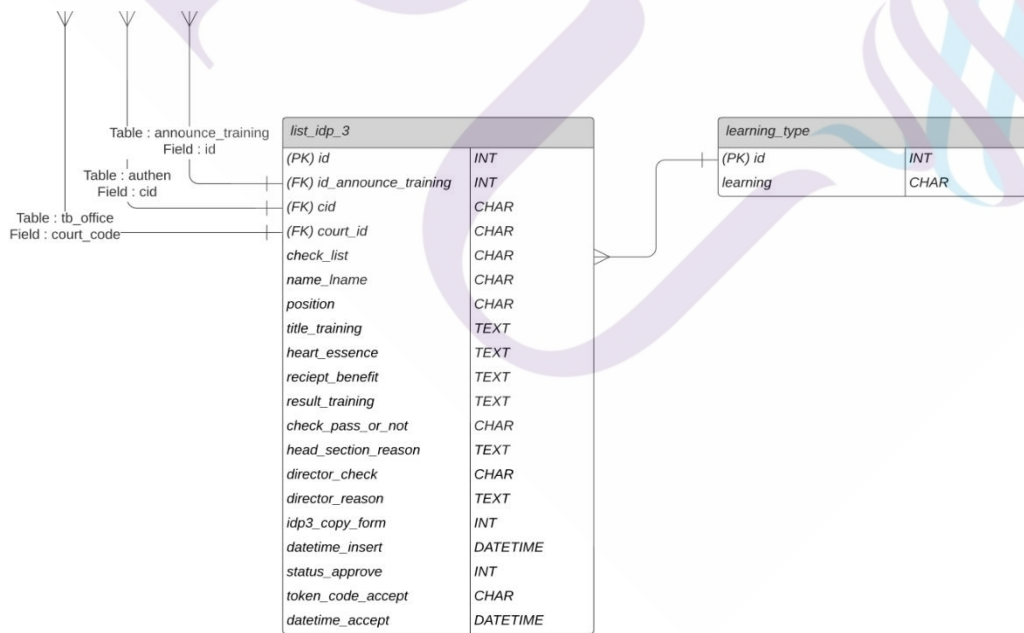 Table : announce_training
Field : id
Table : authen
Field : cid
Table : tb_office
Field : court_code
list_idp_3
(PK) id INT
(FK) id_announce_training INT
(FK) cid CHAR
(FK) court_id CHAR
check_list CHAR
name_lname CHAR
position CHAR
title_training TEXT
heart_essence TEXT
reciept_benefit TEXT
result_training TEXT
check_pass_or_not CHAR
head_section_reason TEXT
director_check CHAR
director_reason TEXT
idp3_copy_form INT
datetime_insert DATETIME
status_approve INT
token_code_accept CHAR
datetime_accept DATETIME
learning_type
(PK) id INT
learning CHAR